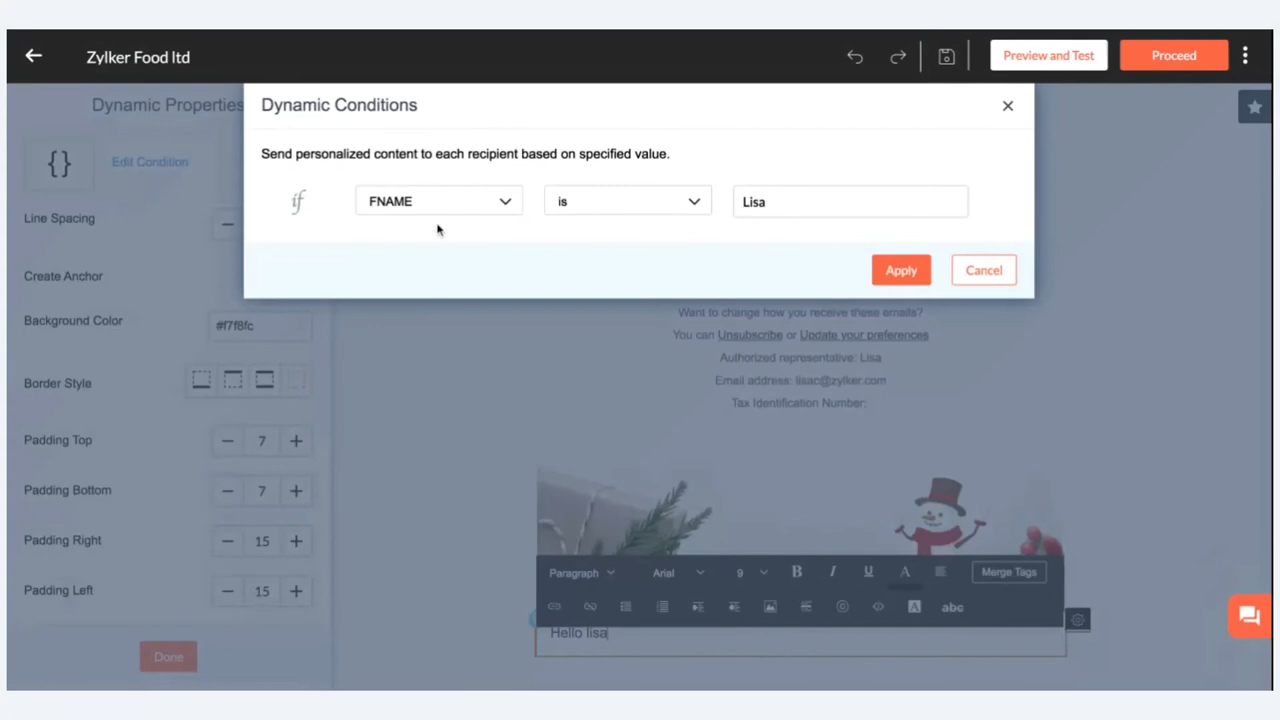 Zylker Food ltd
Preview and Test
Proceed
Dynamic Properties
Dynamic Conditions
Edit Condition
Send personalized content to each recipient based on specified value.
if
FNAME
is
Lisa
Apply
Cancel
{}
Line Spacing
Create Anchor
Background Color
#f7f8fc
Border Style
Padding Top
7
Padding Bottom
7
Padding Right
15
Padding Left
15
Done
Want to change how you receive these emails?
You can Unsubscribe or Update your preferences
Authorized representative: Lisa
Email address: lisac@zylker.com
Tax Identification Number:
Paragraph
Arial
9
B
I
U
A
Merge Tags
A
abc
Hello lisa